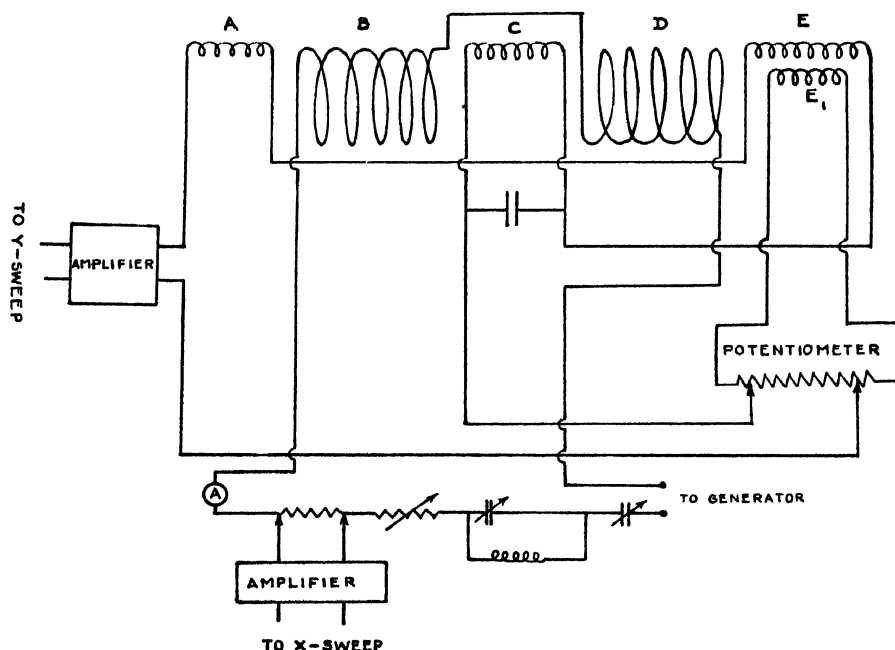 A
B
C
D
E
E₁
TO Y-SWEEP
AMPLIFIER
POTENTIOMETER
A
TO GENERATOR
AMPLIFIER
TO X-SWEEP